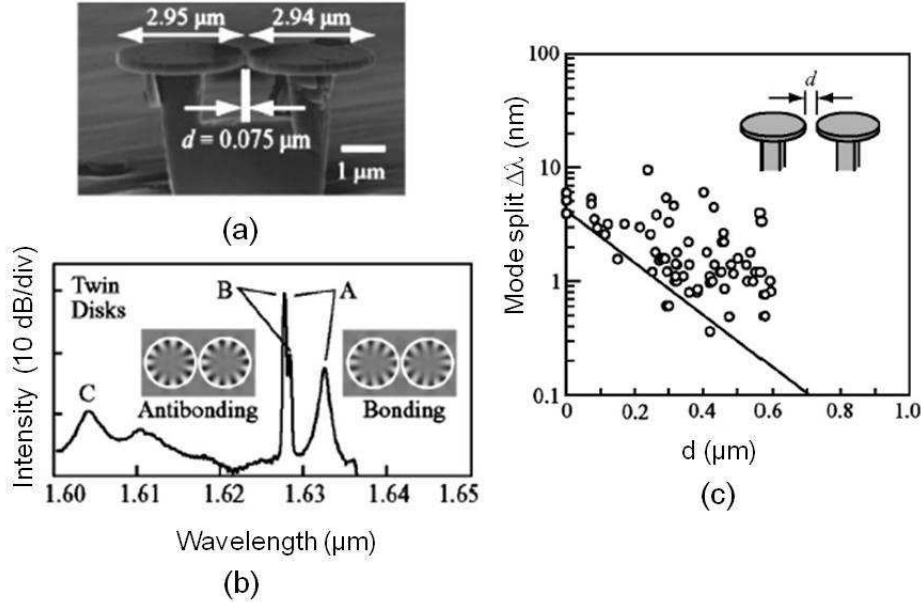 2.95 µm 2.94 µm
d = 0.075 µm
1 µm
(a)
Intensity (10 dB/div)
Twin
Disks
B A
C
Antibonding Bonding
1.60 1.61 1.62 1.63 1.64 1.65
Wavelength (µm)
(b)
Mode split Δλ (nm)
100
10
1
0.1
d
0 0.2 0.4 0.6 0.8 1.0
d (µm)
(c)